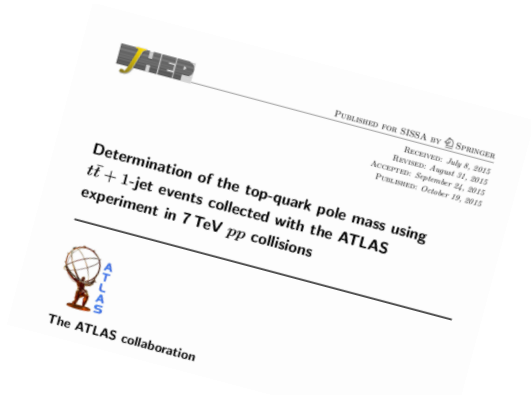 JHEP
PUBLISHED FOR SISSA BY Springer
RECEIVED: July 8, 2015
REVISED: August 31, 2015
ACCEPTED: September 24, 2015
PUBLISHED: October 19, 2015
Determination of the top-quark pole mass using
tt̄ + 1-jet events collected with the ATLAS
experiment in 7 TeV pp collisions
ATLAS
The ATLAS collaboration